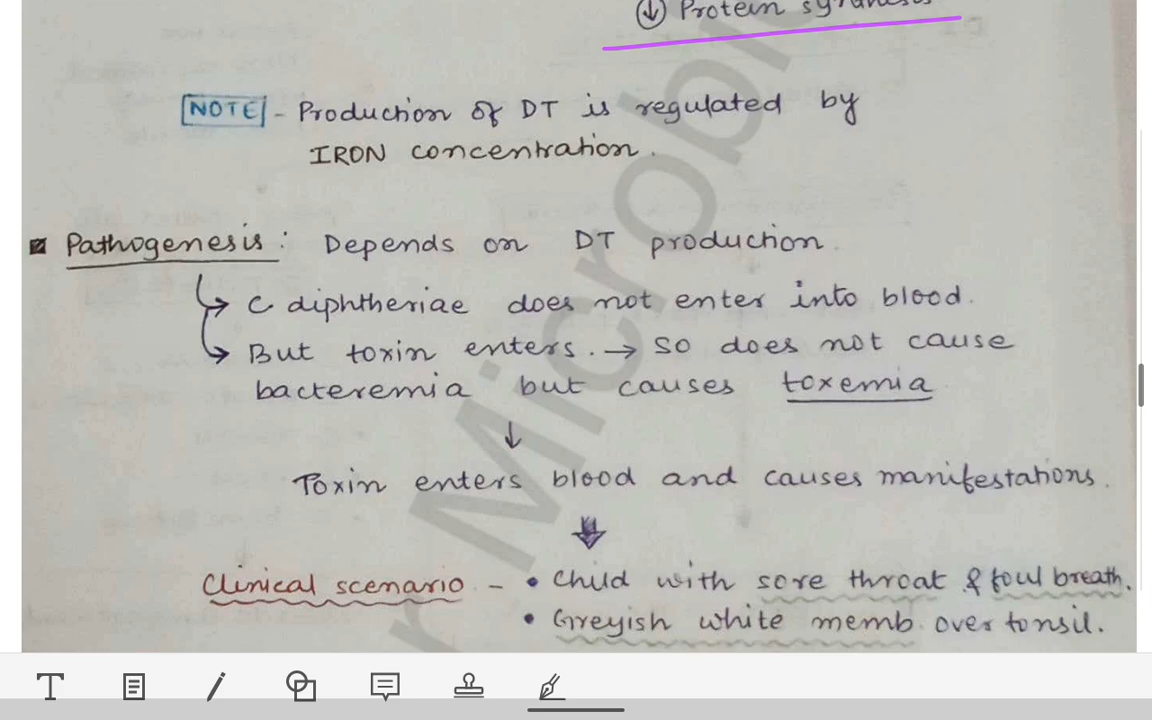 ↓ Protein synthesis
NOTE - Production of DT is regulated by
IRON concentration.
Pathogenesis: Depends on DT production
↳ C diphtheriae does not enter into blood.
↳ But toxin enters. → so does not cause
bacteremia but causes toxemia
↓
Toxin enters blood and causes manifestations.
⇓
Clinical scenario - • Child with sore throat & foul breath.
• Greyish white memb. over tonsil.
Microbi
r
T